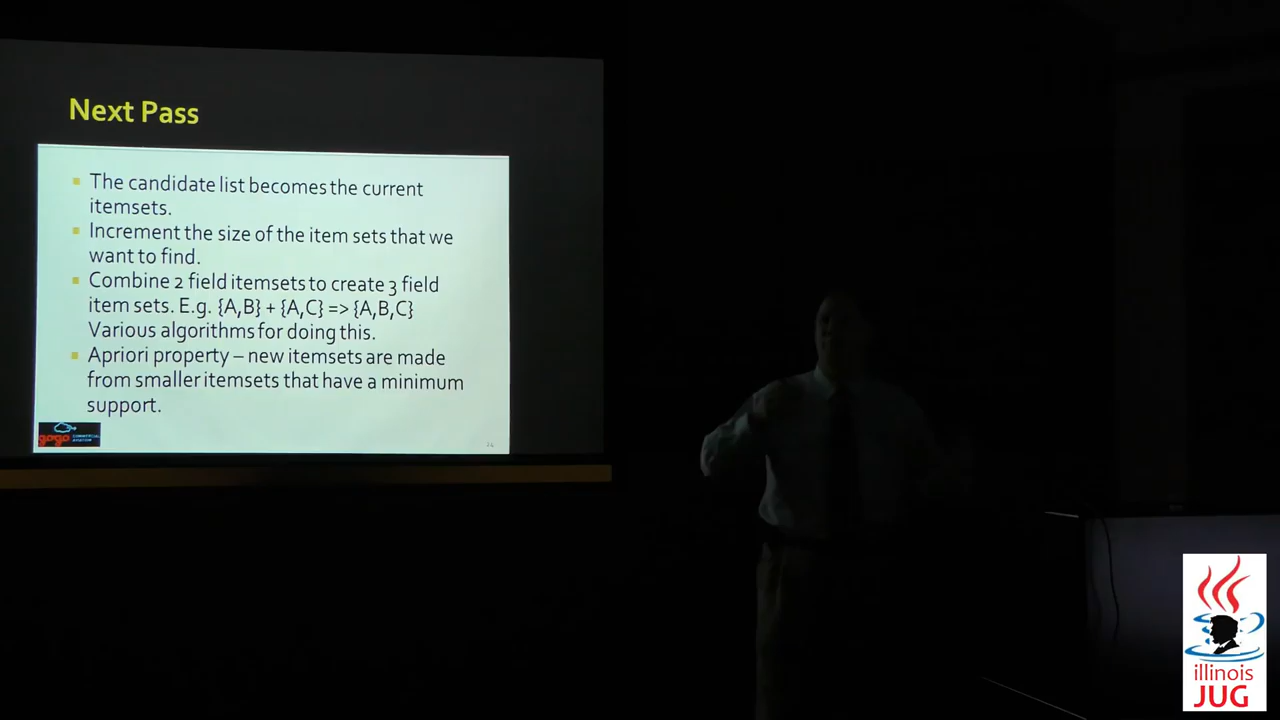 Next Pass
The candidate list becomes the current
itemsets.
Increment the size of the item sets that we
want to find.
Combine 2 field itemsets to create 3 field
item sets. E.g. {A,B} + {A,C} => {A,B,C}
Various algorithms for doing this.
Apriori property – new itemsets are made
from smaller itemsets that have a minimum
support.
gogo
illinois
JUG